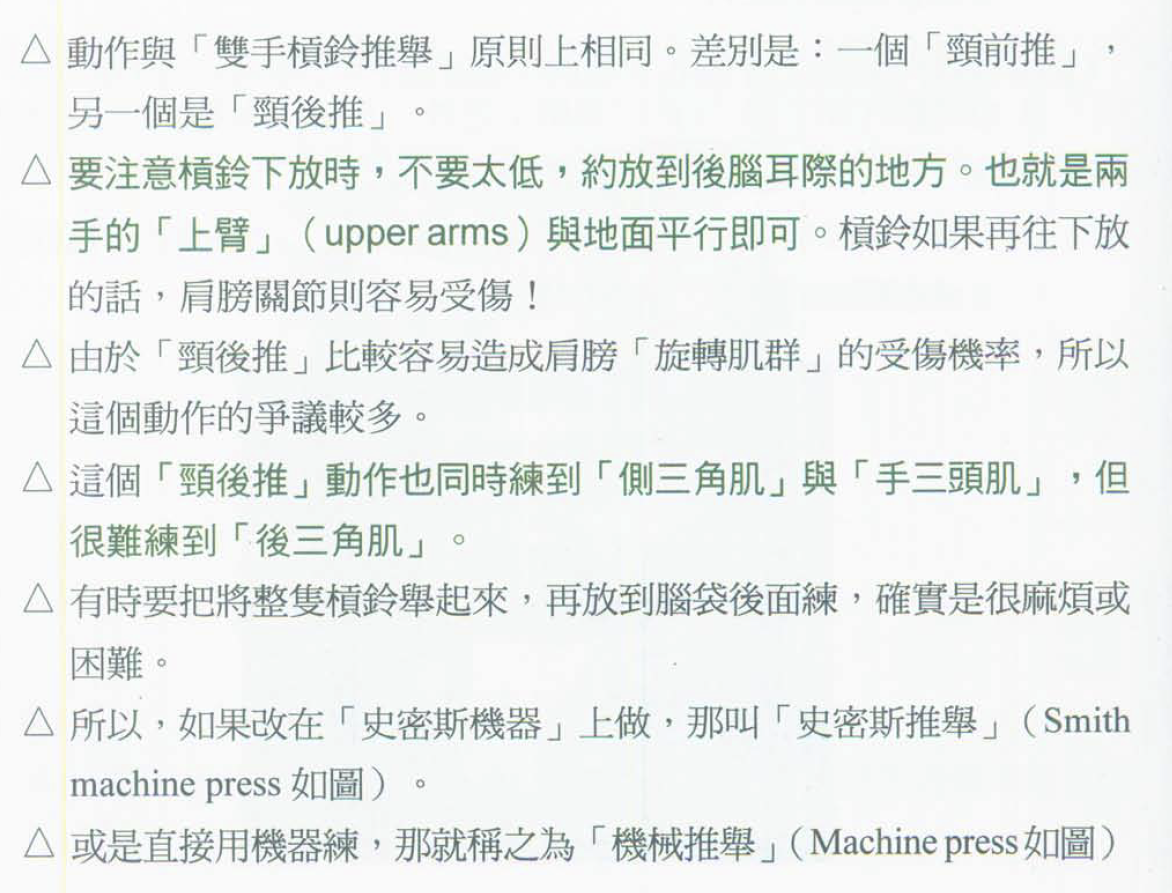 △ 動作與「雙手槓鈴推舉」原則上相同。差別是：一個「頸前推」，
另一個是「頸後推」。
△ 要注意槓鈴下放時，不要太低，約放到後腦耳際的地方。也就是兩
手的「上臂」（upper arms）與地面平行即可。槓鈴如果再往下放
的話，肩膀關節則容易受傷！
△ 由於「頸後推」比較容易造成肩膀「旋轉肌群」的受傷機率，所以
這個動作的爭議較多。
△ 這個「頸後推」動作也同時練到「側三角肌」與「手三頭肌」，但
很難練到「後三角肌」。
△ 有時要把將整隻槓鈴舉起來，再放到腦袋後面練，確實是很麻煩或
困難。
△ 所以，如果改在「史密斯機器」上做，那叫「史密斯推舉」（Smith
machine press 如圖）。
△ 或是直接用機器練，那就稱之為「機械推舉」（Machine press如圖）